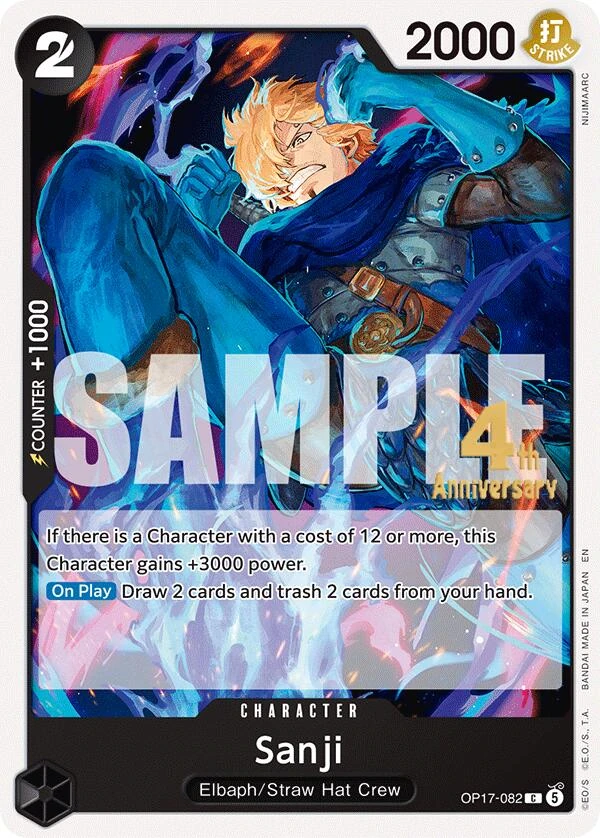 2
2000
打
STRIKE
NIJIMAARC
COUNTER +1000
SAMPLE
4th
Anniversary
If there is a Character with a cost of 12 or more, this
Character gains +3000 power.
On Play Draw 2 cards and trash 2 cards from your hand.
CHARACTER
Sanji
Elbaph/Straw Hat Crew
OP17-082 C 5
©EO/S ©E.O./S., T.A. BANDAI MADE IN JAPAN EN